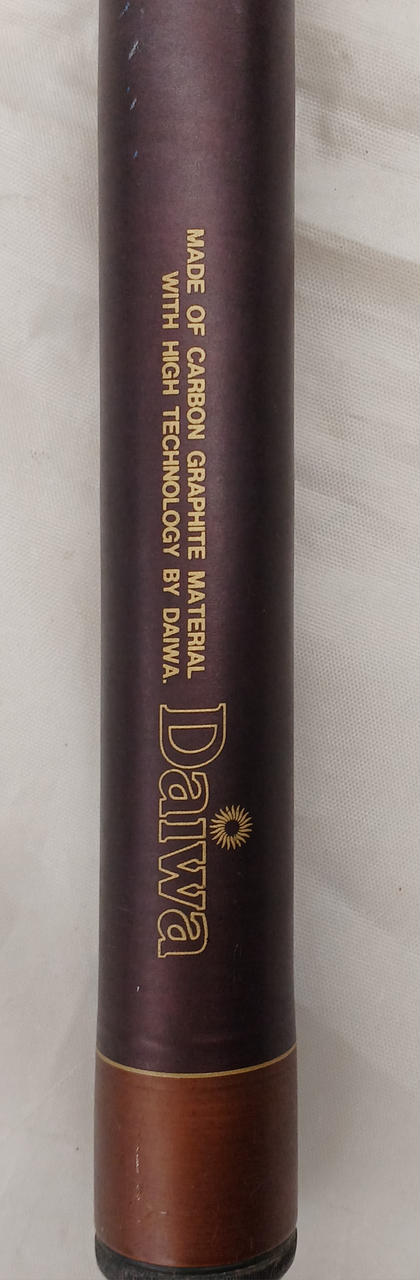 MADE OF CARBON GRAPHITE MATERIAL
WITH HIGH TECHNOLOGY BY DAIWA.
Daiwa